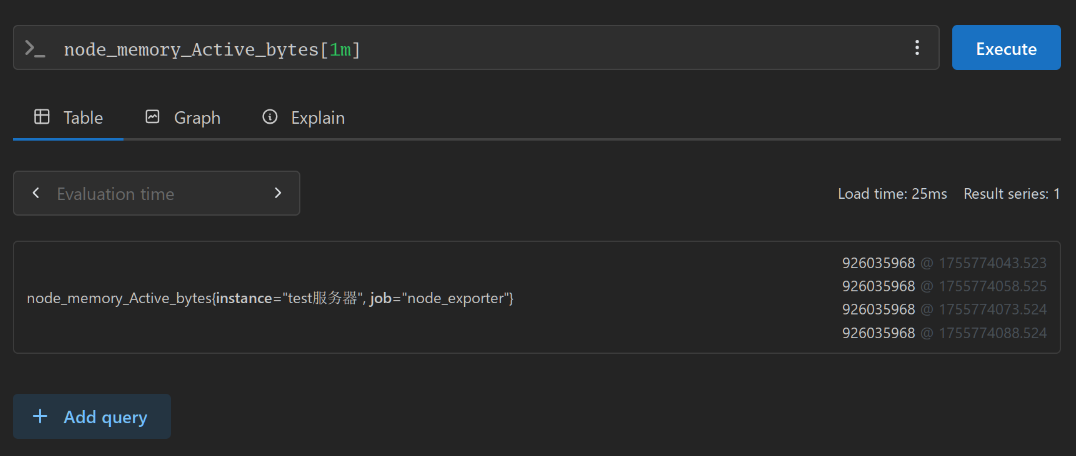 node_memory_Active_bytes[1m]
Execute
Table Graph Explain
Evaluation time
Load time: 25ms Result series: 1
926035968 @ 1755774043.523
926035968 @ 1755774058.525
node_memory_Active_bytes{instance="test服务器", job="node_exporter"}
926035968 @ 1755774073.524
926035968 @ 1755774088.524
Add query